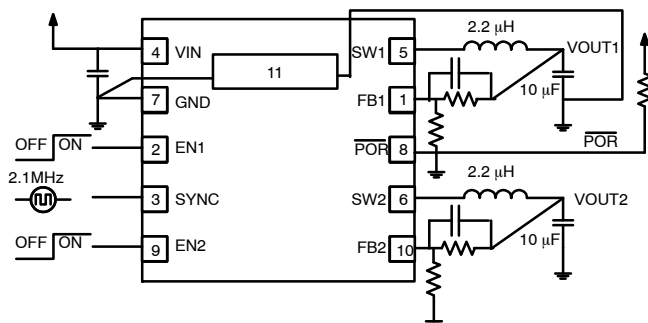 2.2 μH
4 VIN SW1 5 VOUT1
11
7 GND FB1 1 10 μF
OFF ON 2 EN1 POR 8 POR
2.1MHz 2.2 μH
3 SYNC SW2 6 VOUT2
OFF ON 9 EN2 FB2 10 10 μF